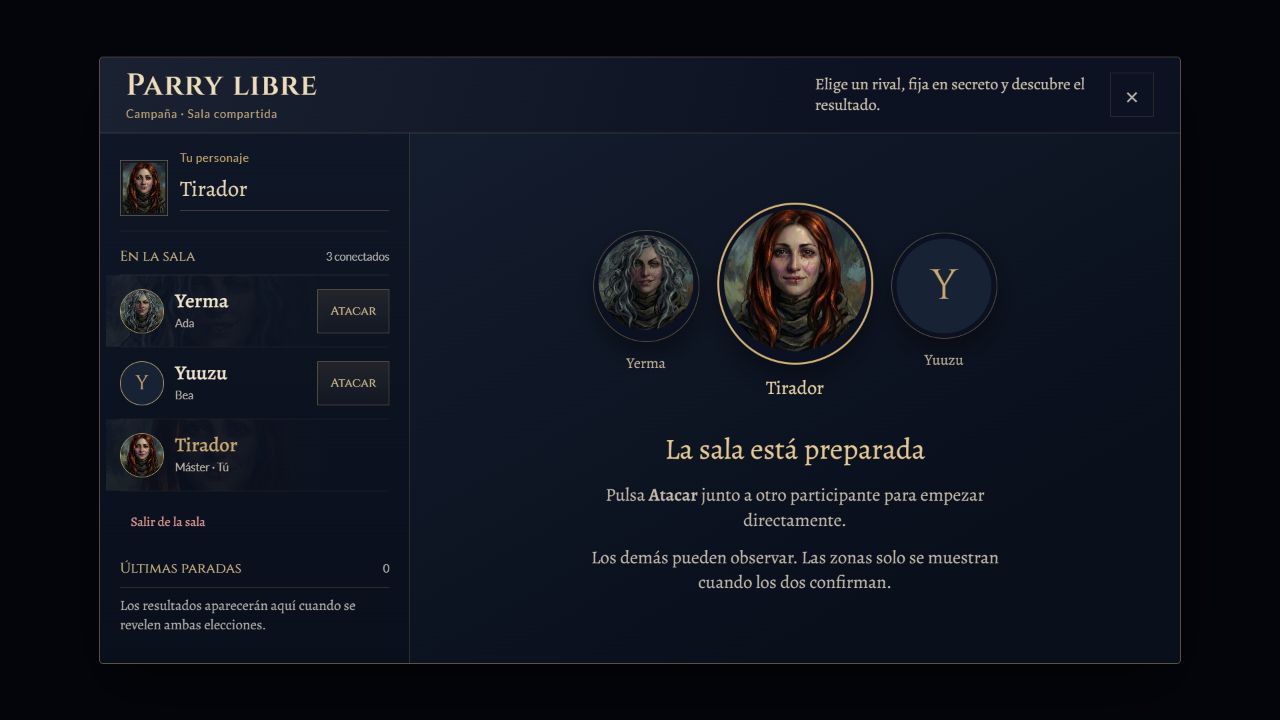 Parry libre
Campaña · Sala compartida
Elige un rival, fija en secreto y descubre el
resultado.
×
Tu personaje
Tirador
En la sala
3 conectados
Yerma
Ada
Atacar
Y
Yuuzu
Bea
Atacar
Tirador
Máster · Tú
Salir de la sala
Últimas paradas
0
Los resultados aparecerán aquí cuando se
revelen ambas elecciones.
Y
Yerma
Tirador
Yuuzu
La sala está preparada
Pulsa Atacar junto a otro participante para empezar
directamente.
Los demás pueden observar. Las zonas solo se muestran
cuando los dos confirman.